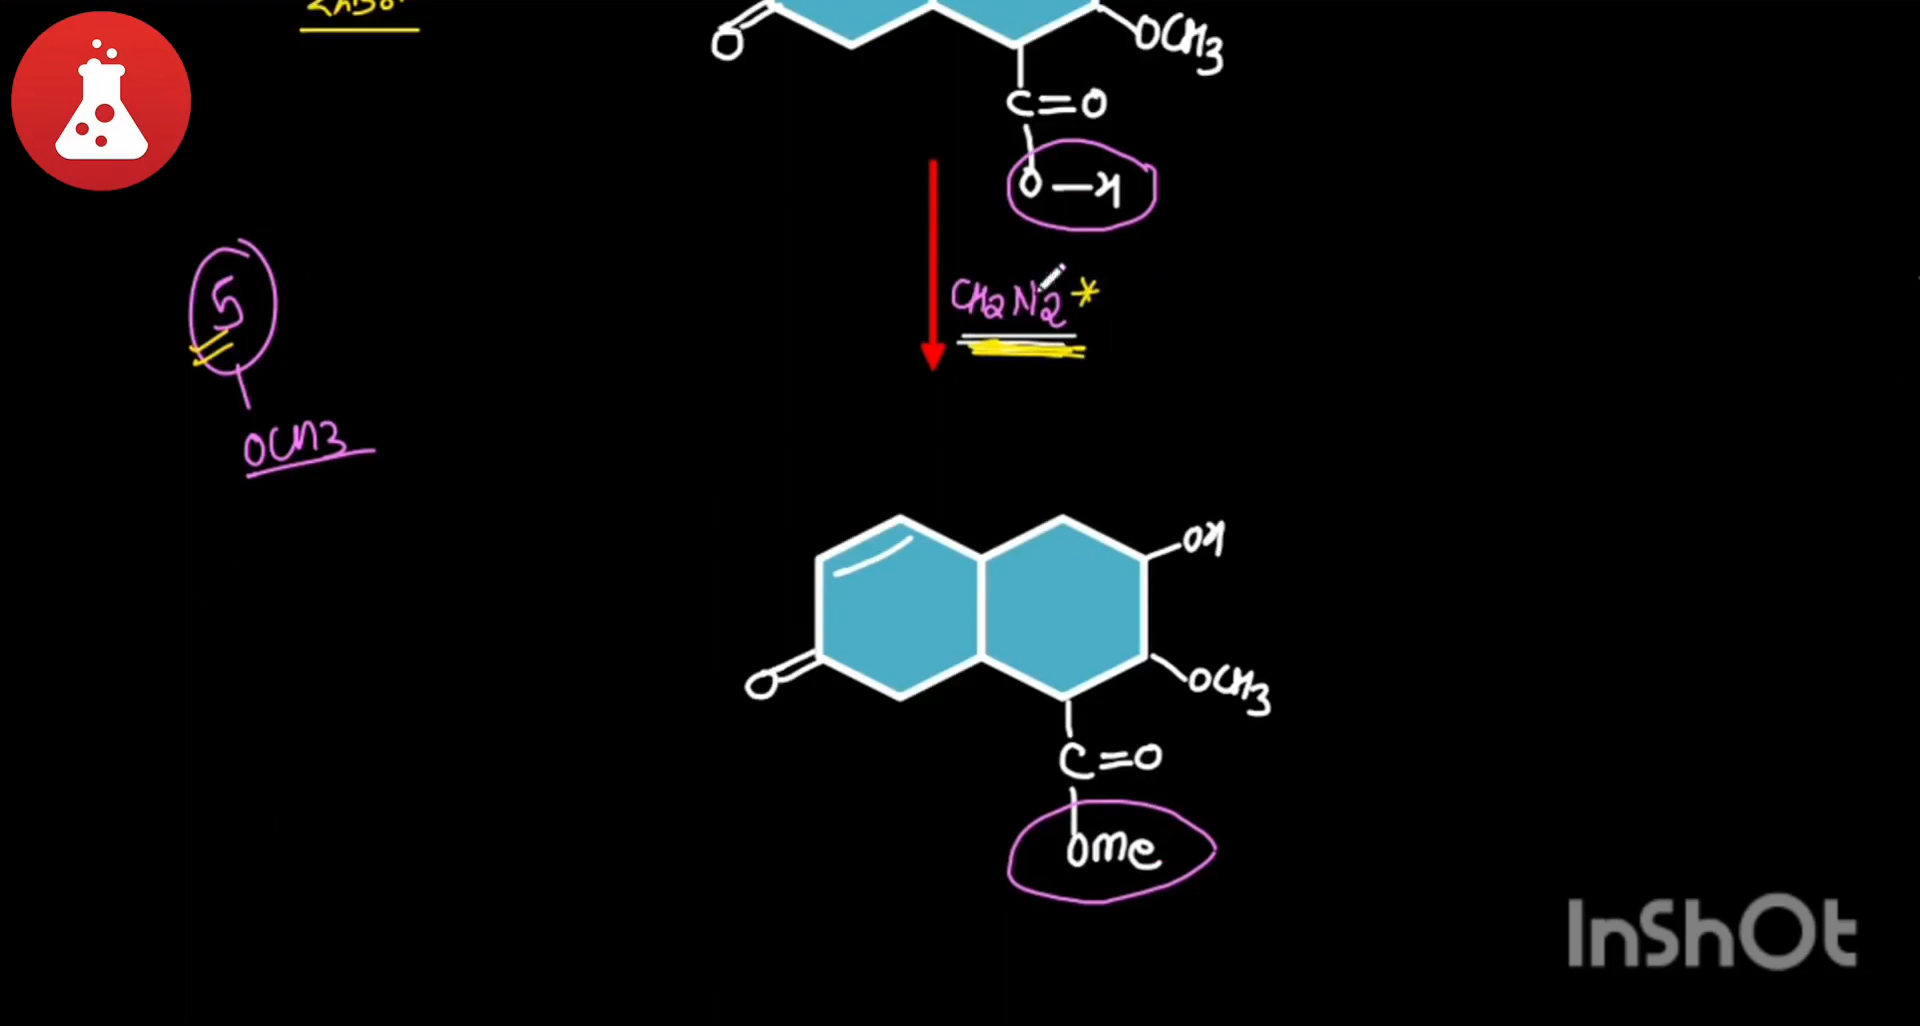 O
OCH3
C=O
O-H
CH2N2*
5
OCH3
OH
O
OCH3
C=O
OMe
InShOt